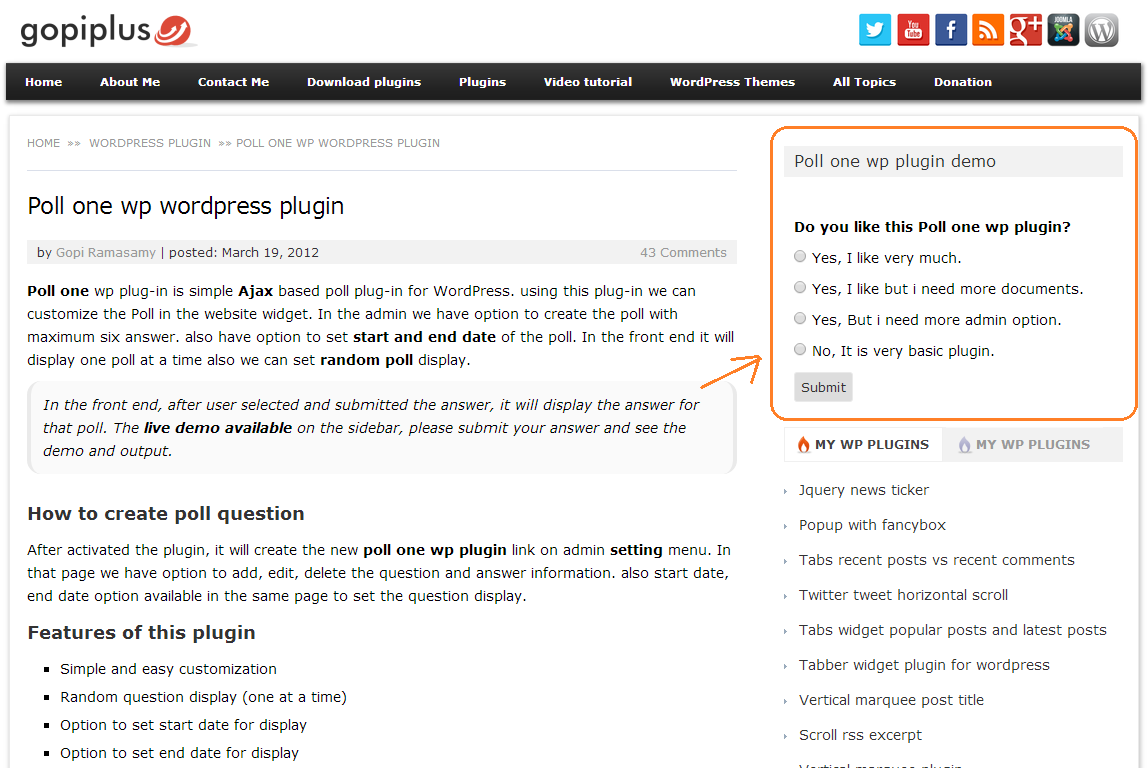 gopiplus
You
Tube
JOOMLA
Home About Me Contact Me Download plugins Plugins Video tutorial WordPress Themes All Topics Donation
HOME »» WORDPRESS PLUGIN »» POLL ONE WP WORDPRESS PLUGIN
Poll one wp wordpress plugin
by Gopi Ramasamy | posted: March 19, 2012 43 Comments
Poll one wp plug-in is simple Ajax based poll plug-in for WordPress. using this plug-in we can
customize the Poll in the website widget. In the admin we have option to create the poll with
maximum six answer. also have option to set start and end date of the poll. In the front end it will
display one poll at a time also we can set random poll display.
In the front end, after user selected and submitted the answer, it will display the answer for
that poll. The live demo available on the sidebar, please submit your answer and see the
demo and output.
How to create poll question
After activated the plugin, it will create the new poll one wp plugin link on admin setting menu. In
that page we have option to add, edit, delete the question and answer information. also start date,
end date option available in the same page to set the question display.
Features of this plugin
Simple and easy customization
Random question display (one at a time)
Option to set start date for display
Option to set end date for display
Poll one wp plugin demo
Do you like this Poll one wp plugin?
Yes, I like very much.
Yes, I like but i need more documents.
Yes, But i need more admin option.
No, It is very basic plugin.
Submit
MY WP PLUGINS MY WP PLUGINS
Jquery news ticker
Popup with fancybox
Tabs recent posts vs recent comments
Twitter tweet horizontal scroll
Tabs widget popular posts and latest posts
Tabber widget plugin for wordpress
Vertical marquee post title
Scroll rss excerpt
Vertical marquee plugin